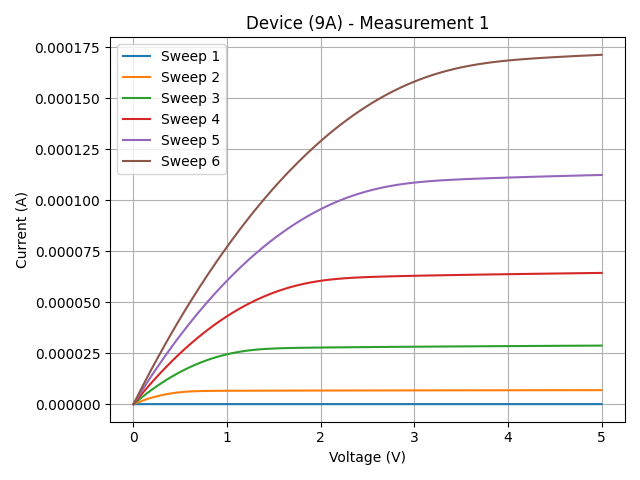 Device (9A) - Measurement 1
Sweep 1
Sweep 2
Sweep 3
Sweep 4
Sweep 5
Sweep 6
0.000175
0.000150
0.000125
0.000100
0.000075
0.000050
0.000025
0.000000
Current (A)
0 1 2 3 4 5
Voltage (V)